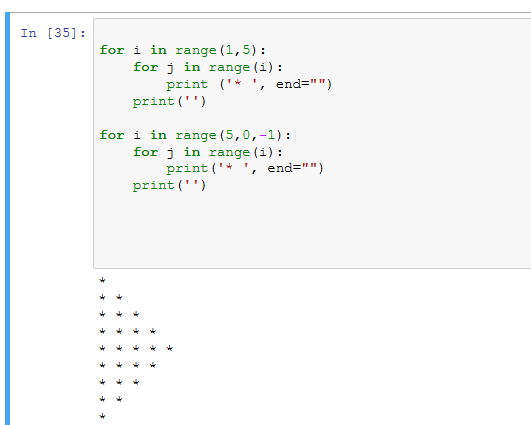 In [35]:
for i in range(1,5):
    for j in range(i):
        print ('* ', end="")
    print('')

for i in range(5,0,-1):
    for j in range(i):
        print('* ', end="")
    print('')

*
* *
* * *
* * * *
* * * * *
* * * *
* * *
* *
*